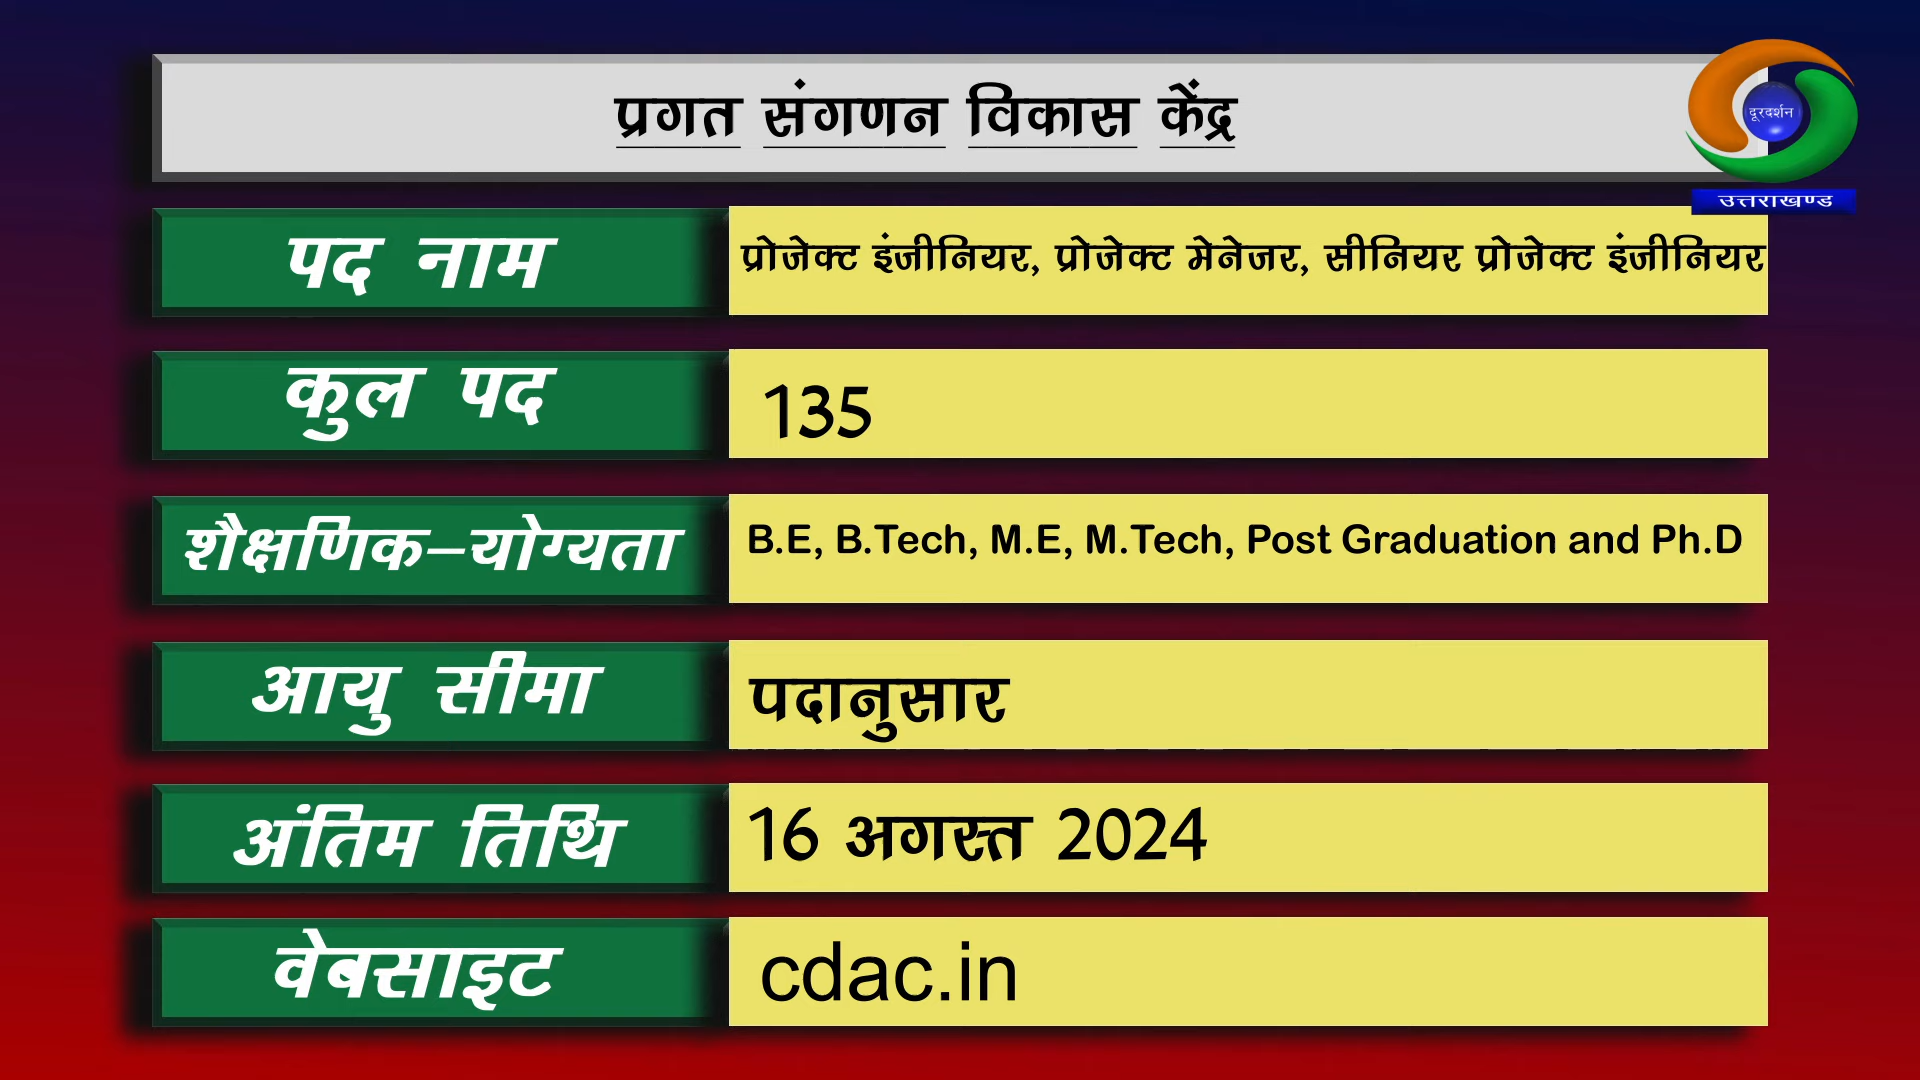 प्रगत संगणन विकास केंद्र
दूरदर्शन
उत्तराखण्ड
पद नाम
प्रोजेक्ट इंजीनियर, प्रोजेक्ट मेनेजर, सीनियर प्रोजेक्ट इंजीनियर
कुल पद
135
शैक्षणिक–योग्यता
B.E, B.Tech, M.E, M.Tech, Post Graduation and Ph.D
आयु सीमा
पदानुसार
अंतिम तिथि
16 अगस्त 2024
वेबसाइट
cdac.in